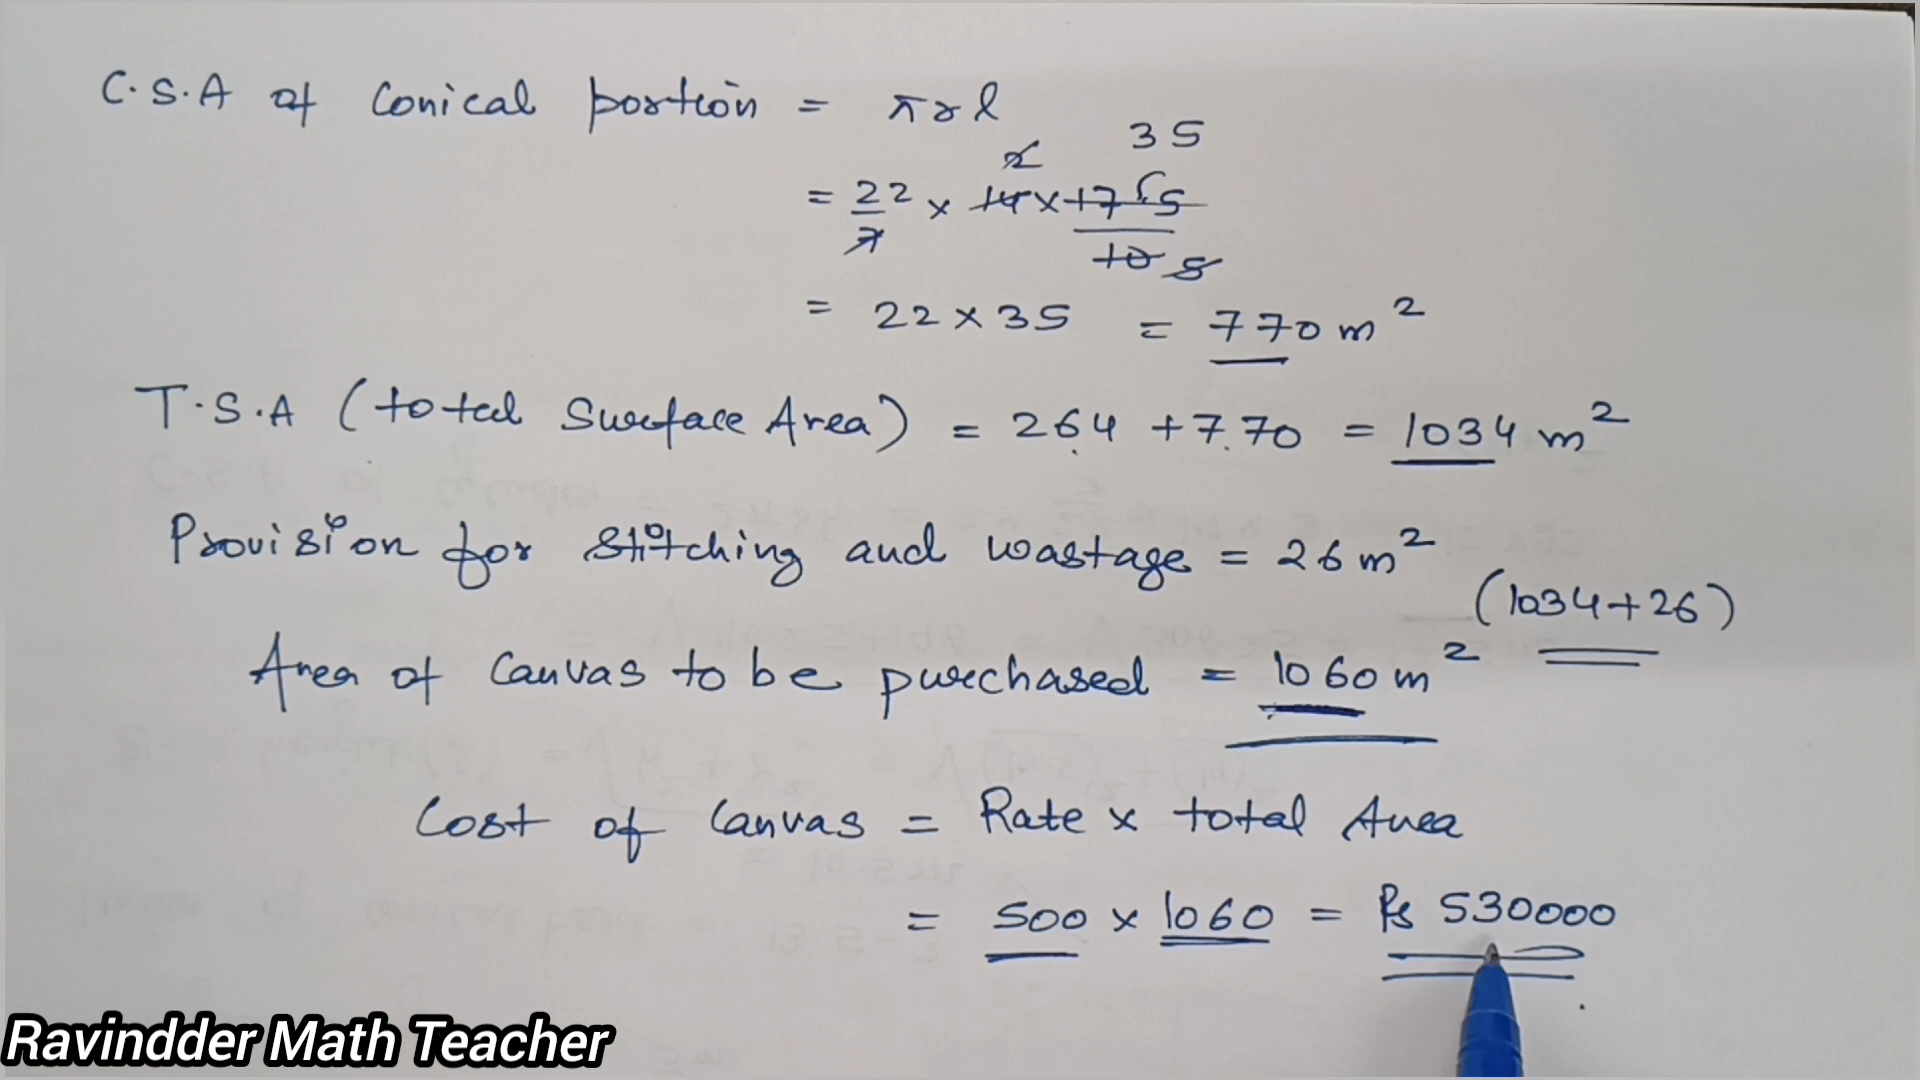 C.S.A of Conical portion = πrl
2 35
= 22/7 × 14 × 175/10 5
= 22 × 35 = 770 m²
T.S.A (total Surface Area) = 264 + 770 = 1034 m²
Provision for stitching and wastage = 26 m²
(1034+26)
Area of Canvas to be purchased = 1060 m²
Cost of Canvas = Rate × total Area
= 500 × 1060 = Rs 530000
Ravindder Math Teacher